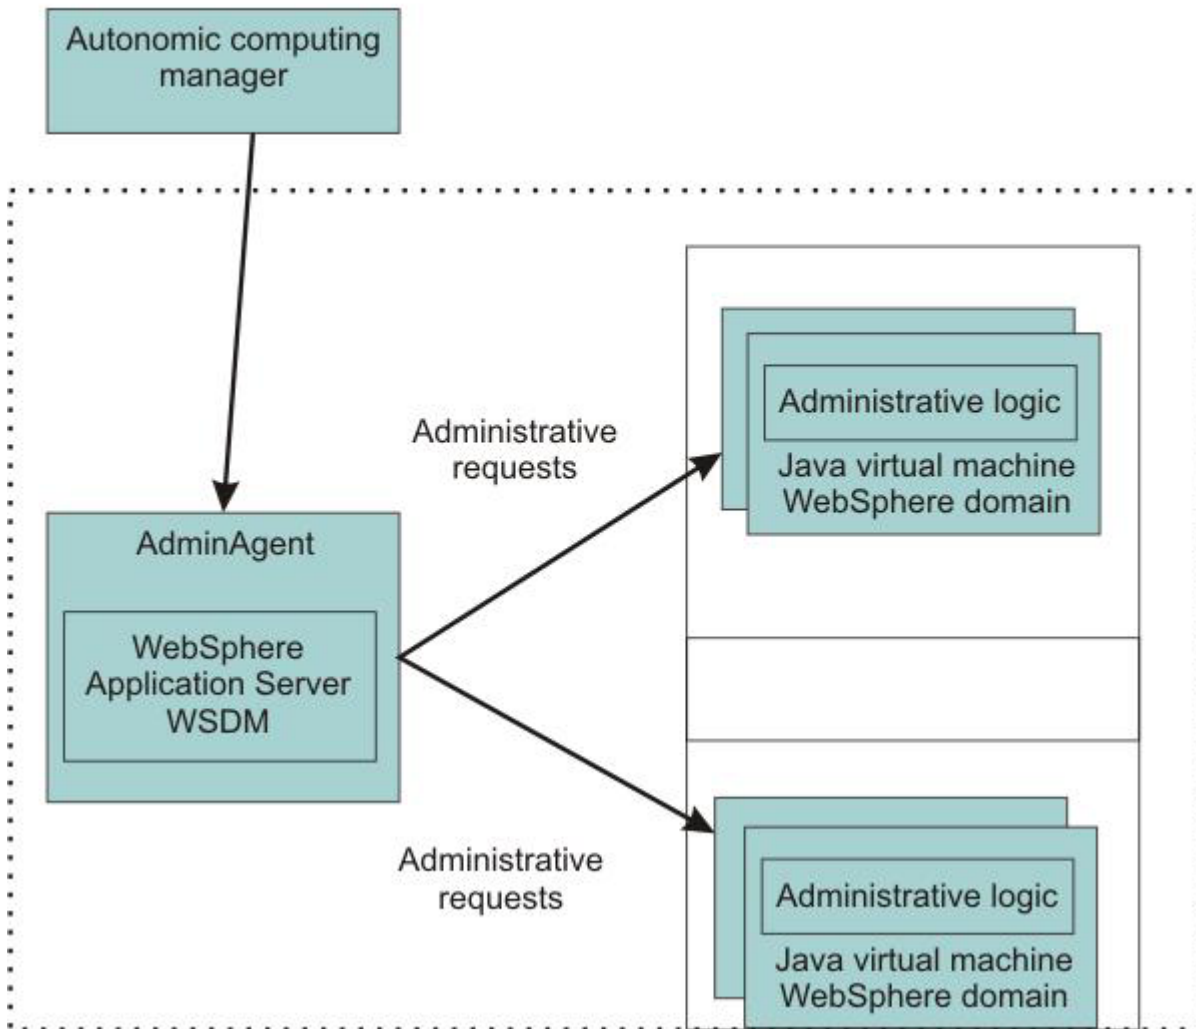 Autonomic computing
manager
Administrative logic
Java virtual machine
WebSphere domain
Administrative
requests
AdminAgent
WebSphere
Application Server
WSDM
Administrative
requests
Administrative logic
Java virtual machine
WebSphere domain